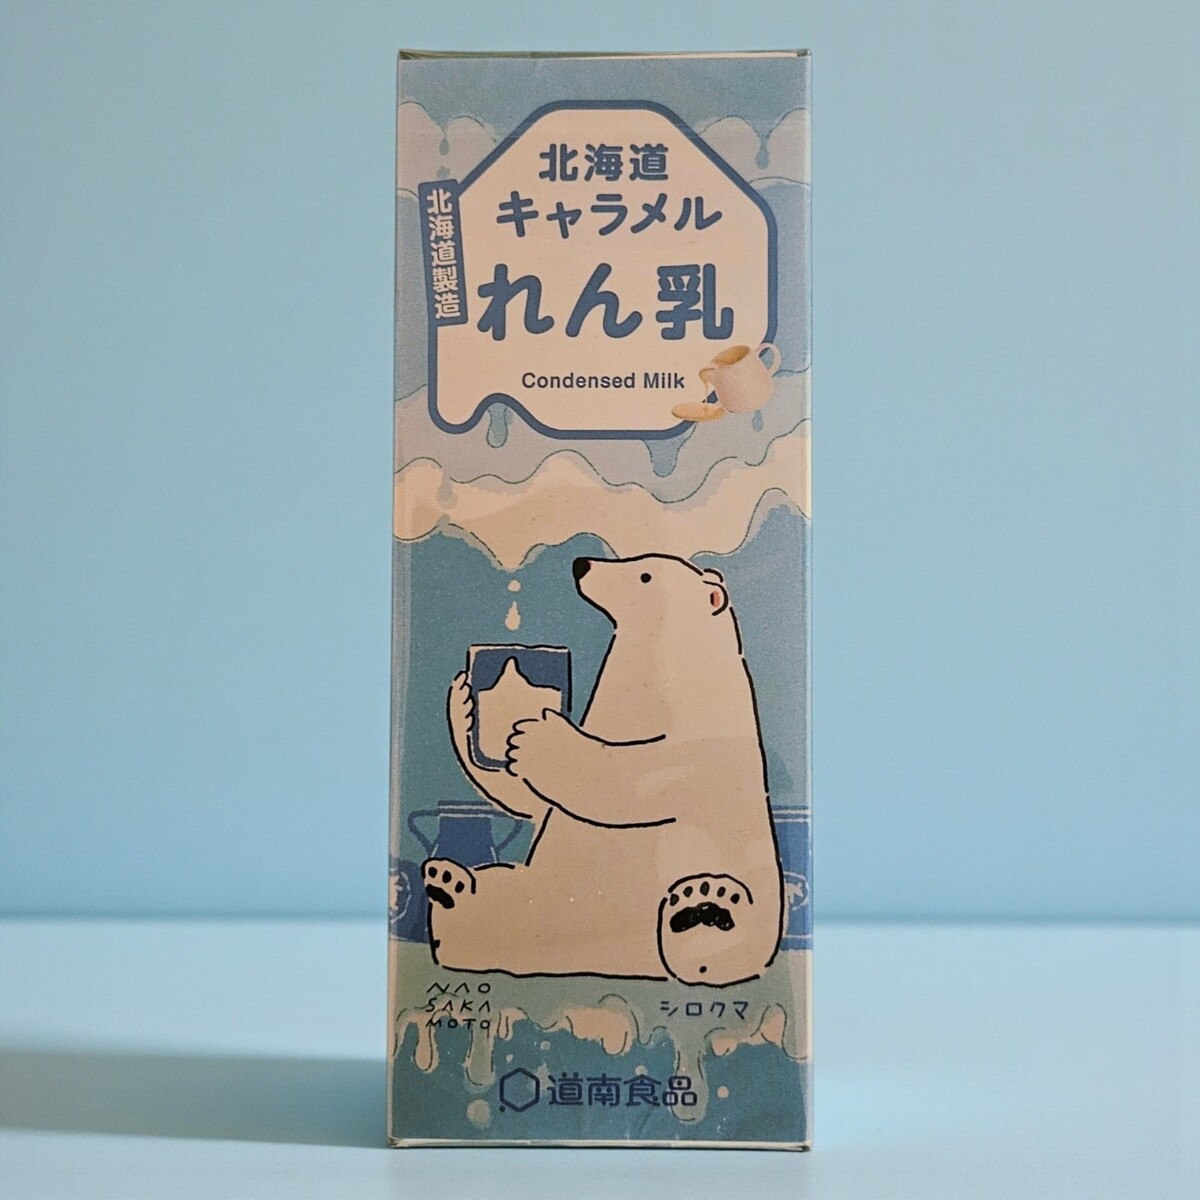 北海道
キャラメル
北海道製造
れん乳
Condensed Milk
NAO
SAKA
MOTO
シロクマ
道南食品